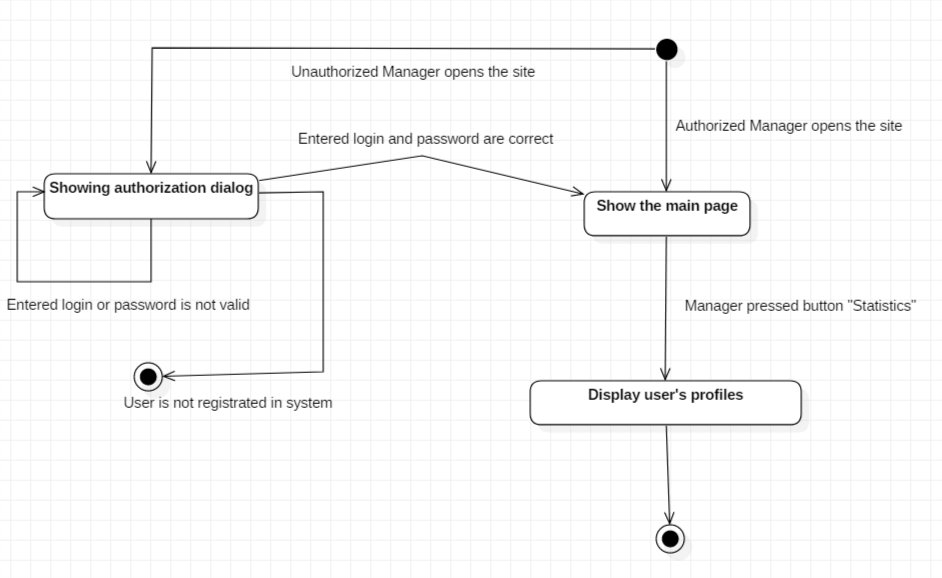 Unauthorized Manager opens the site
Authorized Manager opens the site
Entered login and password are correct
Showing authorization dialog
Show the main page
Entered login or password is not valid
Manager pressed button "Statistics"
User is not registrated in system
Display user's profiles